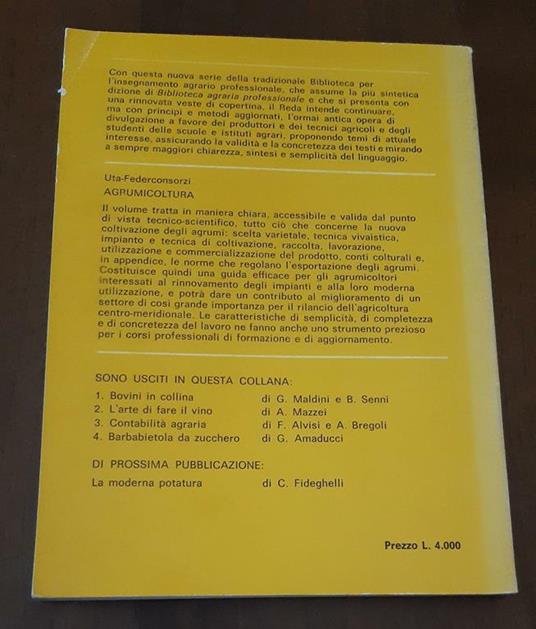 Con questa nuova serie della tradizionale Biblioteca per
l'insegnamento agrario professionale, che assume la più sintetica
dizione di Biblioteca agraria professionale e che si presenta con
una rinnovata veste di copertina, il Reda intende continuare,
ma con principi e metodi aggiornati, l'ormai antica opera di
divulgazione a favore dei produttori e dei tecnici agricoli e degli
studenti delle scuole e istituti agrari, proponendo temi di attuale
interesse, assicurando la validità e la concretezza dei testi e mirando
a sempre maggiori chiarezza, sintesi e semplicità del linguaggio.
Uta-Federconsorzi
AGRUMICOLTURA
Il volume tratta in maniera chiara, accessibile e valida dal punto
di vista tecnico-scientifico, tutto ciò che concerne la nuova
coltivazione degli agrumi: scelta varietale, tecnica vivaistica,
impianto e tecnica di coltivazione, raccolta, lavorazione,
utilizzazione e commercializzazione del prodotto, conti colturali e,
in appendice, le norme che regolano l'esportazione degli agrumi.
Costituisce quindi una guida efficace per gli agrumicoltori
interessati al rinnovamento degli impianti e alla loro moderna
utilizzazione, e potrà dare un contributo al miglioramento di un
settore di così grande importanza per il rilancio dell'agricoltura
centro-meridionale. Le caratteristiche di semplicità, di completezza
e di concretezza del lavoro ne fanno anche uno strumento prezioso
per i corsi professionali di formazione e di aggiornamento.
SONO USCITI IN QUESTA COLLANA:
1. Bovini in collina di G. Maldini e B. Senni
2. L'arte di fare il vino di A. Mazzei
3. Contabilità agraria di F. Alvisi e A. Bregoli
4. Barbabietola da zucchero di G. Amaducci
DI PROSSIMA PUBBLICAZIONE:
La moderna potatura di C. Fideghelli
Prezzo L. 4.000